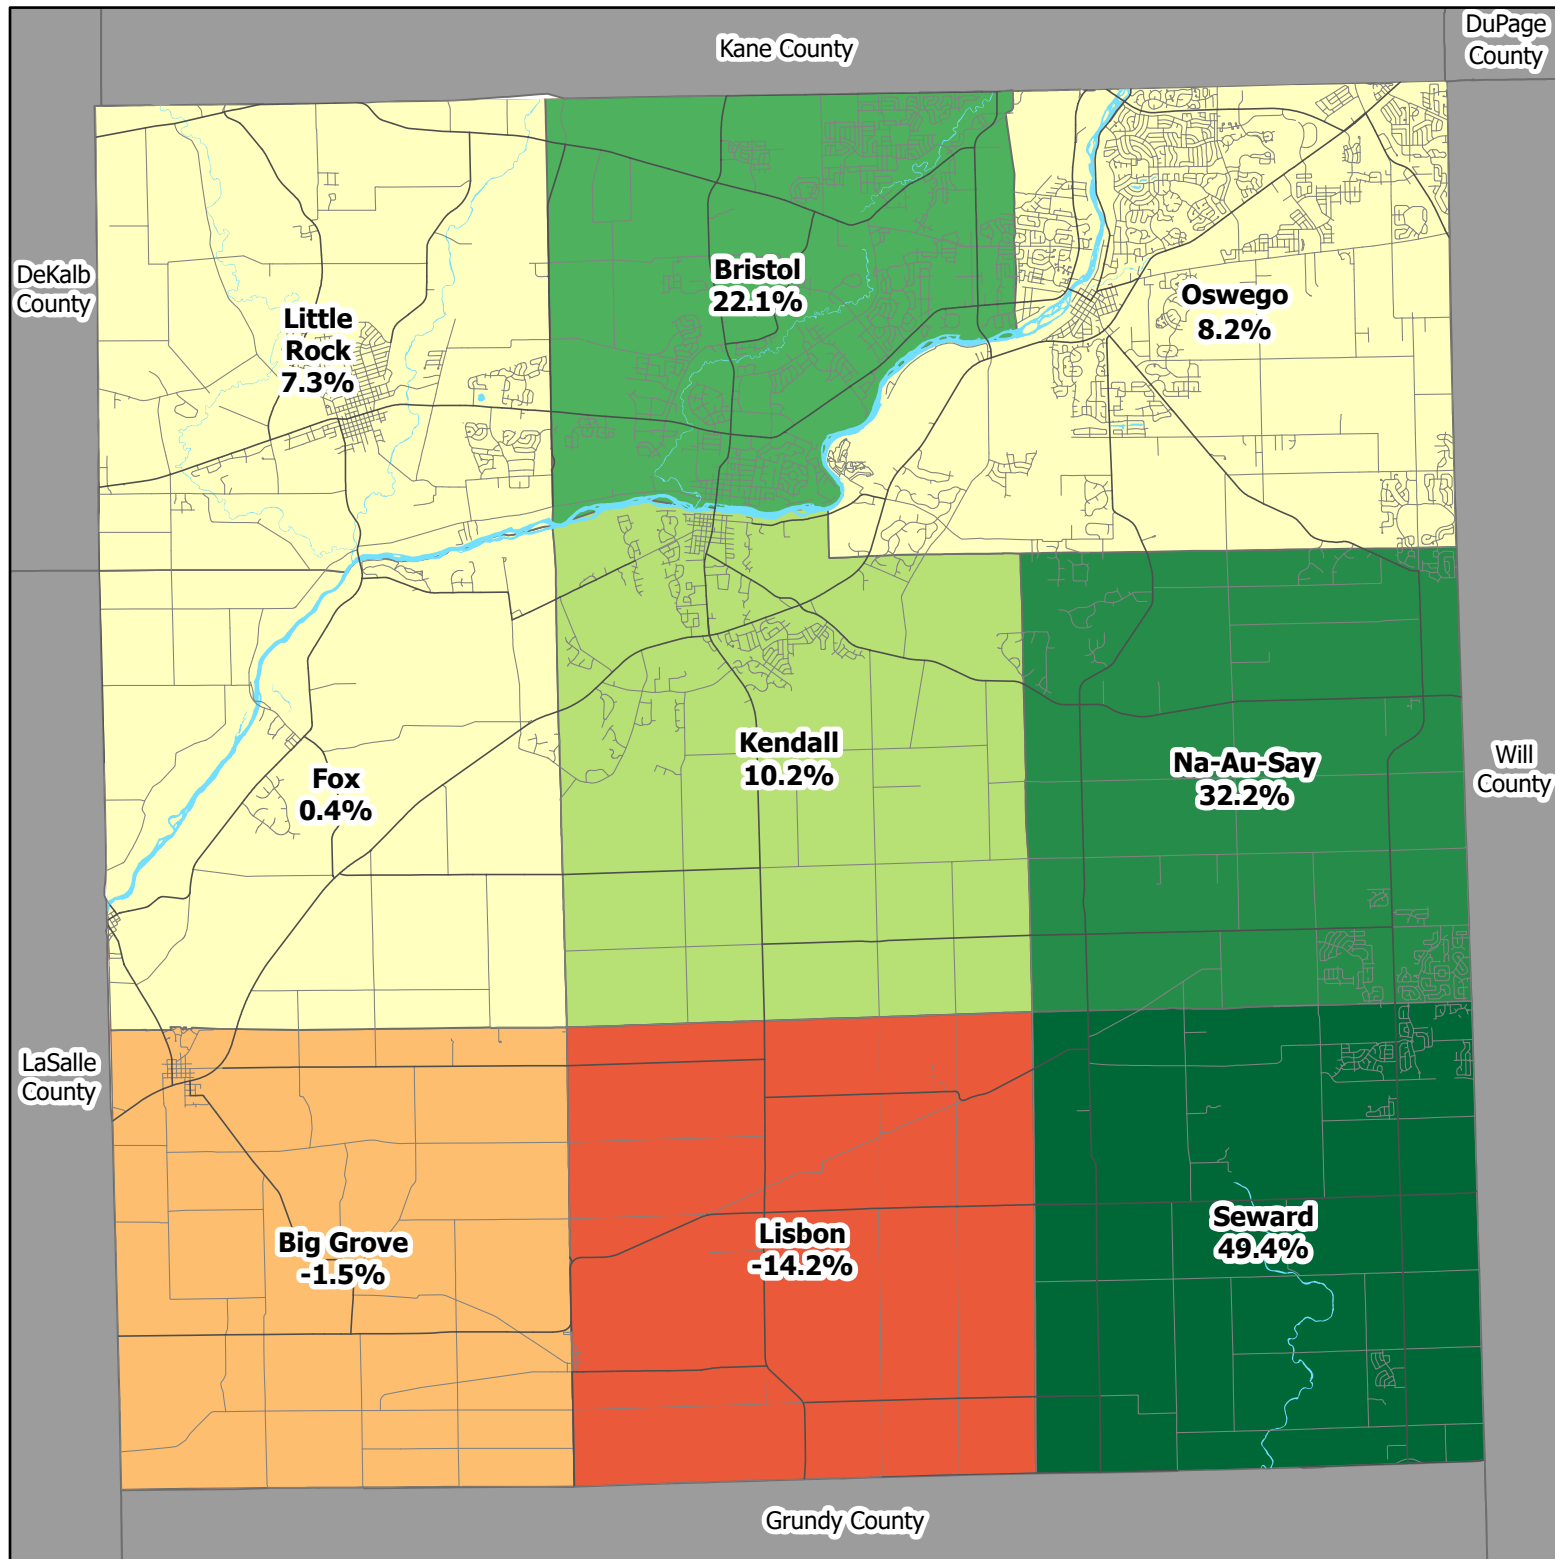 Kane County
DuPage
County
DeKalb
County
Little
Rock
7.3%
Bristol
22.1%
Oswego
8.2%
Fox
0.4%
Kendall
10.2%
Na-Au-Say
32.2%
Will
County
LaSalle
County
Big Grove
-1.5%
Lisbon
-14.2%
Seward
49.4%
Grundy County